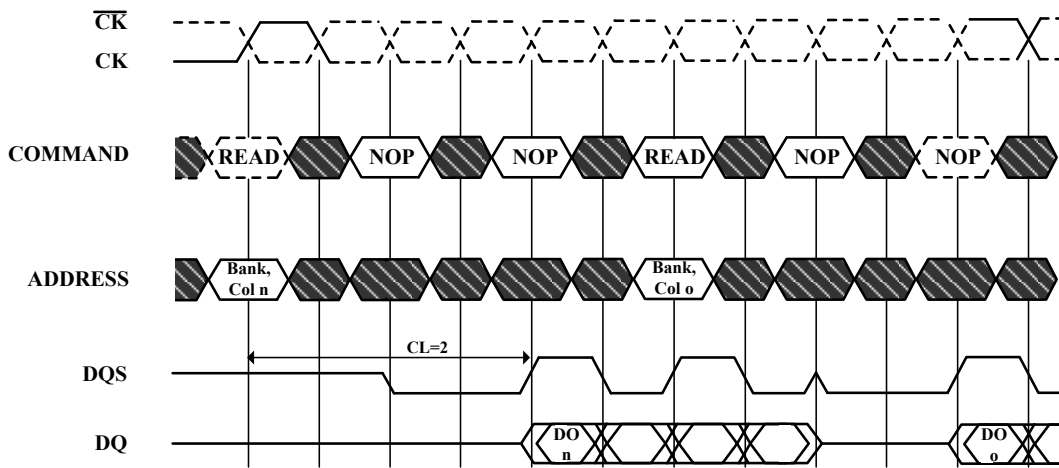 CK
CK
COMMAND
READ NOP NOP READ NOP NOP
ADDRESS
Bank,
Col n
Bank,
Col o
CL=2
DQS
DQ
DO
n
DO
o